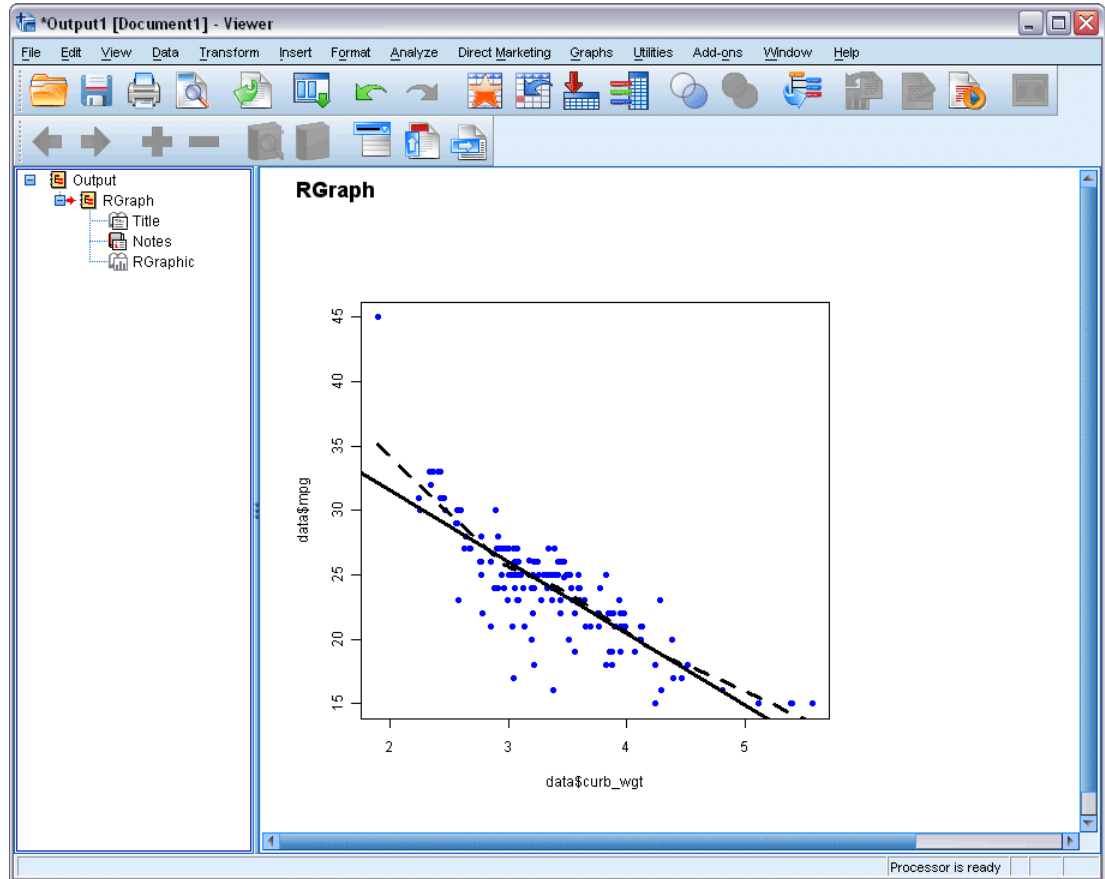 *Output1 [Document1] - Viewer
File Edit View Data Transform Insert Format Analyze Direct Marketing Graphs Utilities Add-ons Window Help
Output
RGraph
Title
Notes
RGraphic
RGraph
45
40
35
30
25
20
15
data$mpg
2 3 4 5
data$curb_wgt
Processor is ready